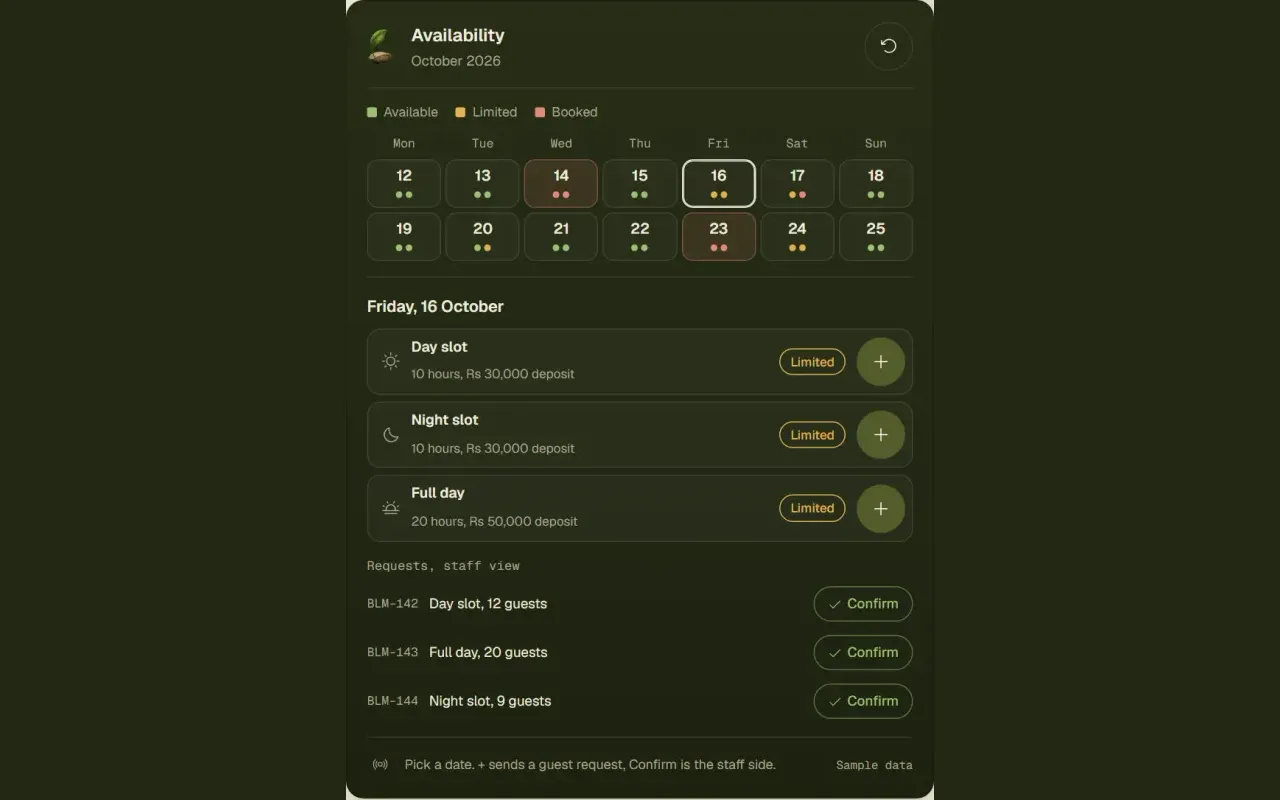 Availability
October 2026
Available Limited Booked
Mon Tue Wed Thu Fri Sat Sun
12 13 14 15 16 17 18
19 20 21 22 23 24 25
Friday, 16 October
Day slot
10 hours, Rs 30,000 deposit
Limited
Night slot
10 hours, Rs 30,000 deposit
Limited
Full day
20 hours, Rs 50,000 deposit
Limited
Requests, staff view
BLM-142 Day slot, 12 guests Confirm
BLM-143 Full day, 20 guests Confirm
BLM-144 Night slot, 9 guests Confirm
Pick a date. + sends a guest request, Confirm is the staff side. Sample data